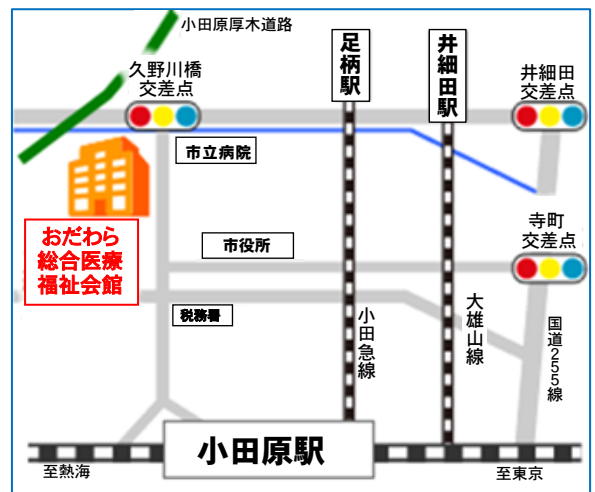 小田原厚木道路
久野川橋
交差点
足柄駅
井細田駅
井細田
交差点
市立病院
おだわら
総合医療
福祉会館
市役所
寺町
交差点
税務署
小田急線
大雄山線
国道255線
小田原駅
至熱海
至東京